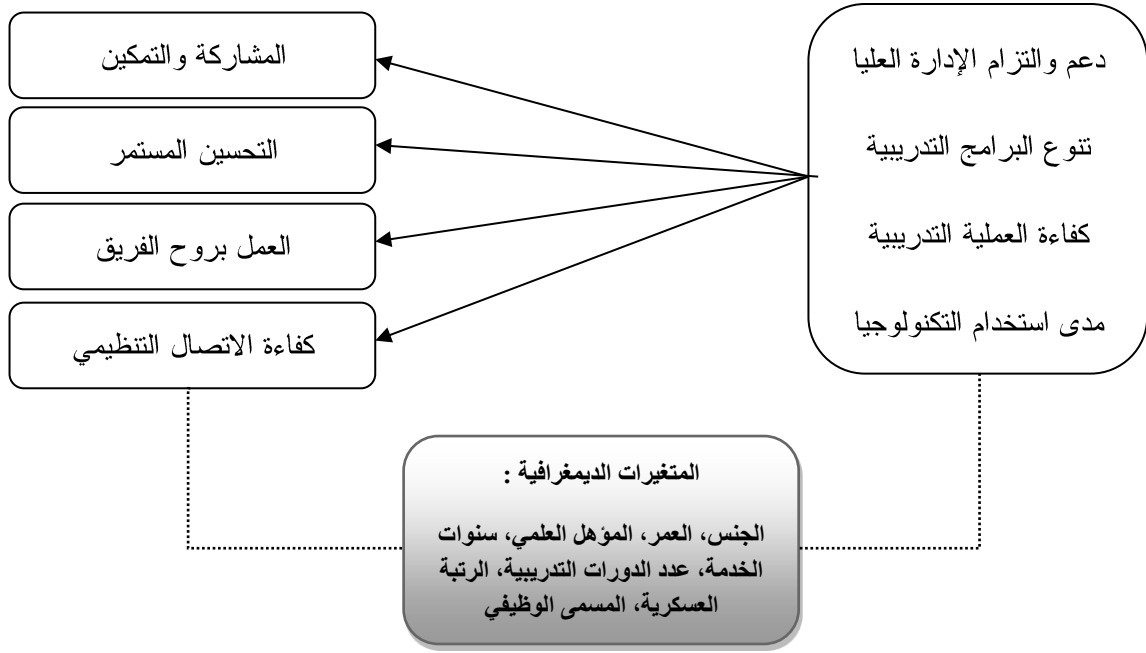 دعم والتزام الإدارة العليا
تنوع البرامج التدريبية
كفاءة العملية التدريبية
مدى استخدام التكنولوجيا
المشاركة والتمكين
التحسين المستمر
العمل بروح الفريق
كفاءة الاتصال التنظيمي
المتغيرات الديمغرافية :
الجنس، العمر، المؤهل العلمي، سنوات
الخدمة، عدد الدورات التدريبية، الرتبة
العسكرية، المسمى الوظيفي